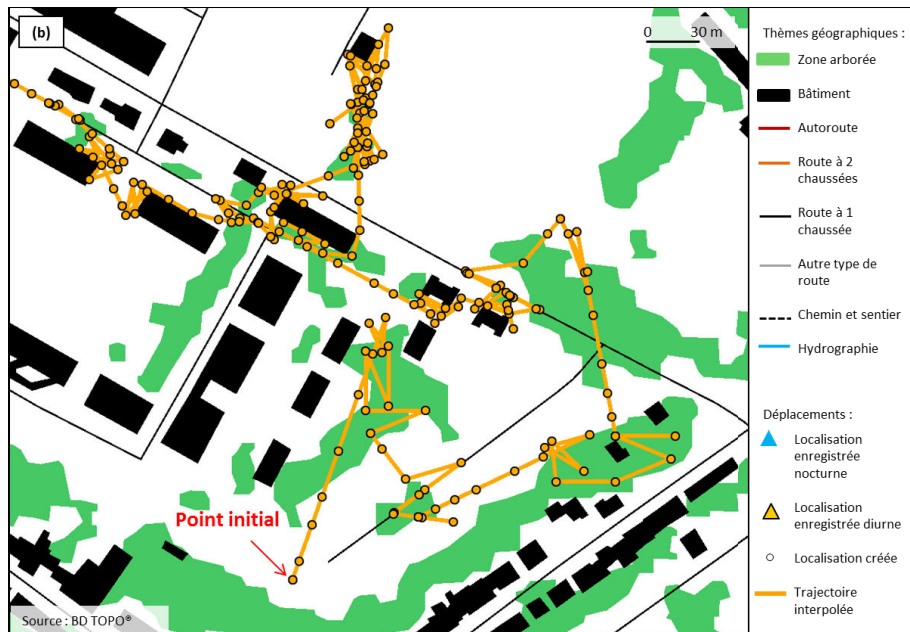 (b)
0 30 m
Point initial
Source : BD TOPO®
Thèmes géographiques :
Zone arborée
Bâtiment
Autoroute
Route à 2
chaussées
Route à 1
chaussée
Autre type de
route
Chemin et sentier
Hydrographie
Déplacements :
Localisation
enregistrée
nocturne
Localisation
enregistrée diurne
Localisation créée
Trajectoire
interpolée